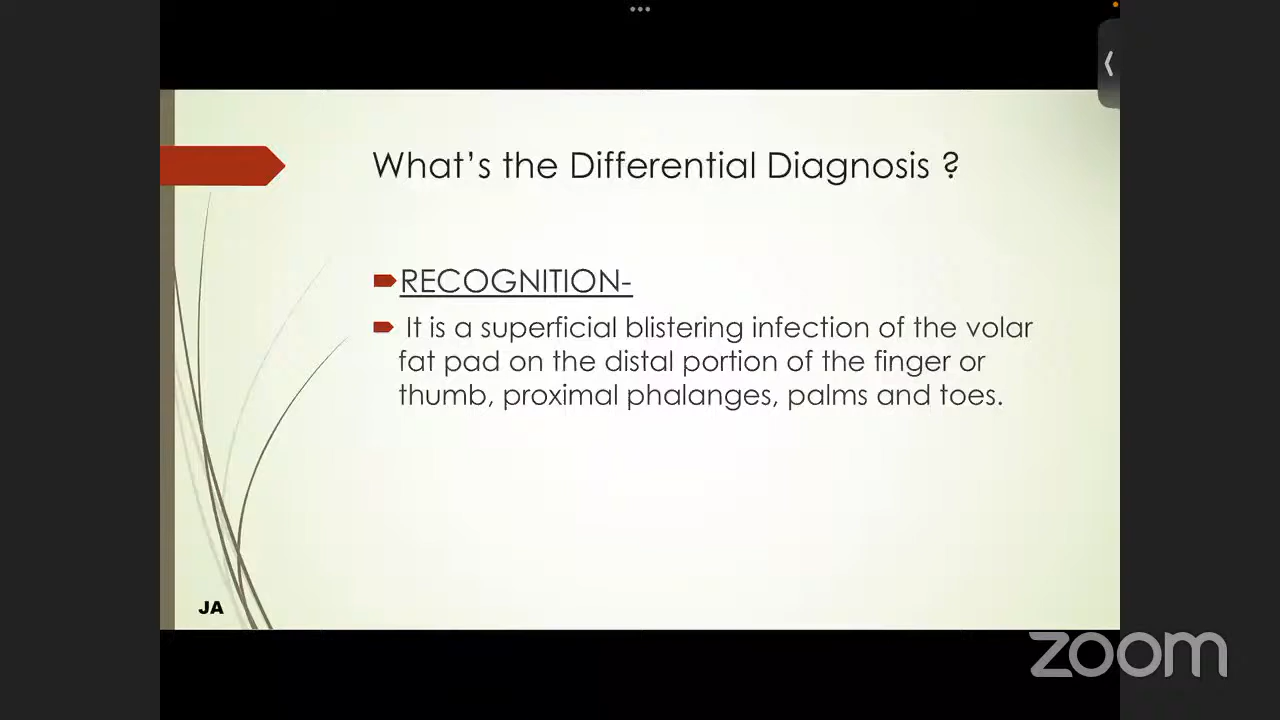 What's the Differential Diagnosis ?
RECOGNITION-
It is a superficial blistering infection of the volar
fat pad on the distal portion of the finger or
thumb, proximal phalanges, palms and toes.
JA
zoom